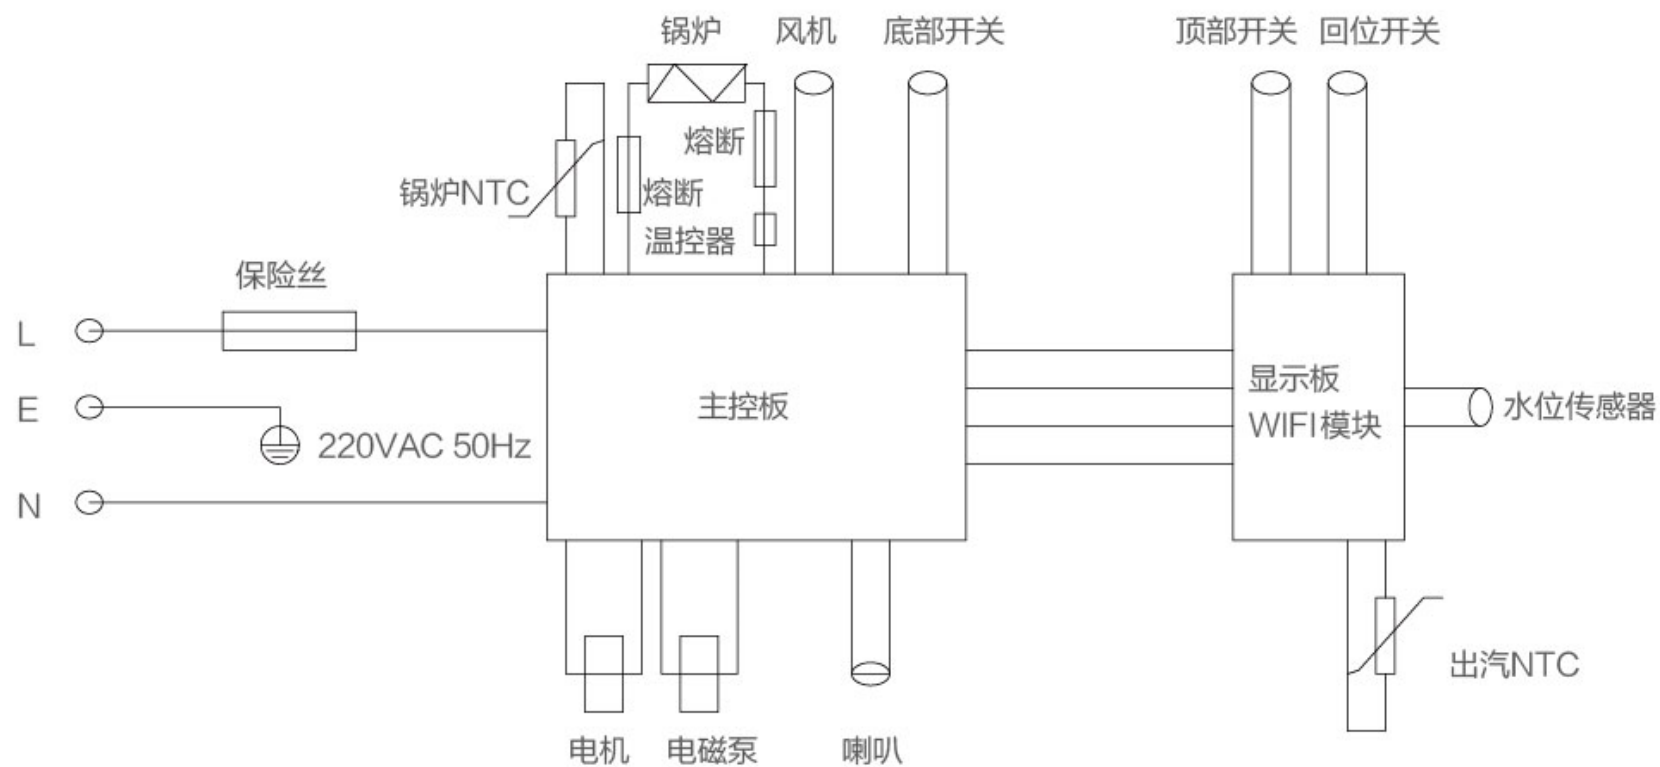 锅炉
风机
底部开关
顶部开关
回位开关
熔断
锅炉NTC
熔断
温控器
保险丝
L
E
220VAC 50Hz
N
主控板
显示板
WIFI模块
水位传感器
出汽NTC
电机
电磁泵
喇叭